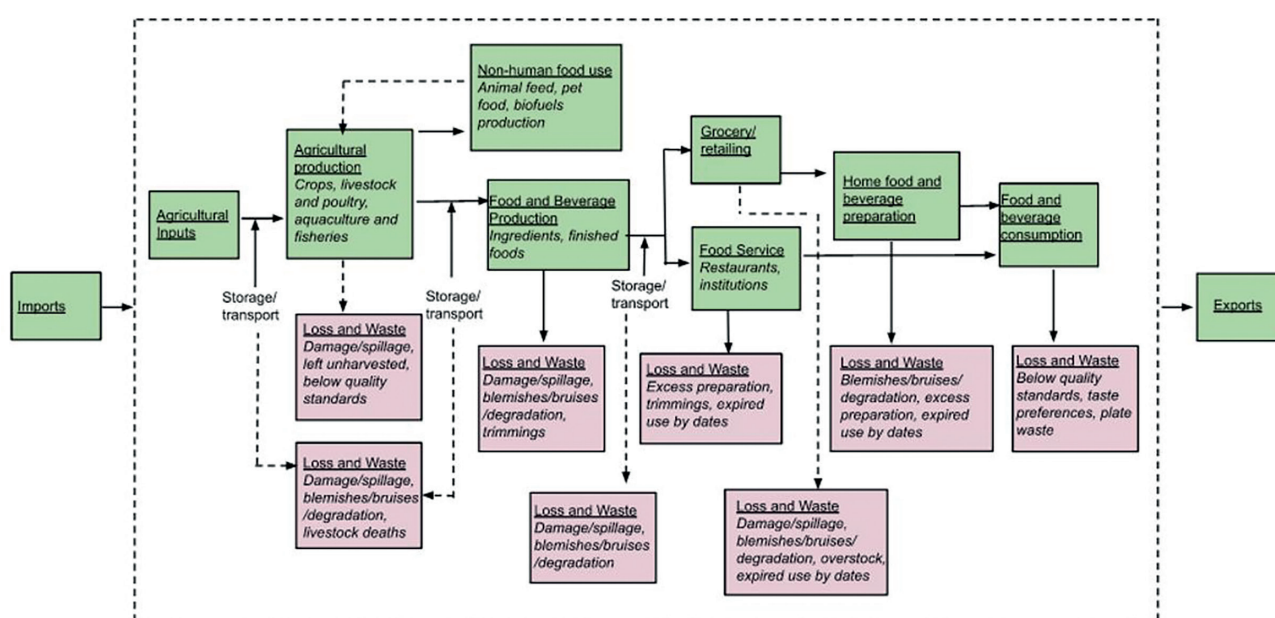 Non-human food use
Animal feed, pet
food, biofuels
production
Grocery/
retailing
Agricultural
production
Crops, livestock
and poultry,
aquaculture and
fisheries
Home food and
beverage
preparation
Agricultural
Inputs
Food and Beverage
Production
Ingredients, finished
foods
Food and
beverage
consumption
Food Service
Restaurants,
institutions
Imports
Storage/
transport
Storage/
transport
Storage/
transport
Exports
Loss and Waste
Damage/spillage,
left unharvested,
below quality
standards
Loss and Waste
Damage/spillage,
blemishes/bruises
/degradation,
trimmings
Loss and Waste
Excess preparation,
trimmings, expired
use by dates
Loss and Waste
Blemishes/bruises/
degradation, excess
preparation, expired
use by dates
Loss and Waste
Below quality
standards, taste
preferences, plate
waste
Loss and Waste
Damage/spillage,
blemishes/bruises
/degradation,
livestock deaths
Loss and Waste
Damage/spillage,
blemishes/bruises
/degradation
Loss and Waste
Damage/spillage,
blemishes/bruises/
degradation, overstock,
expired use by dates